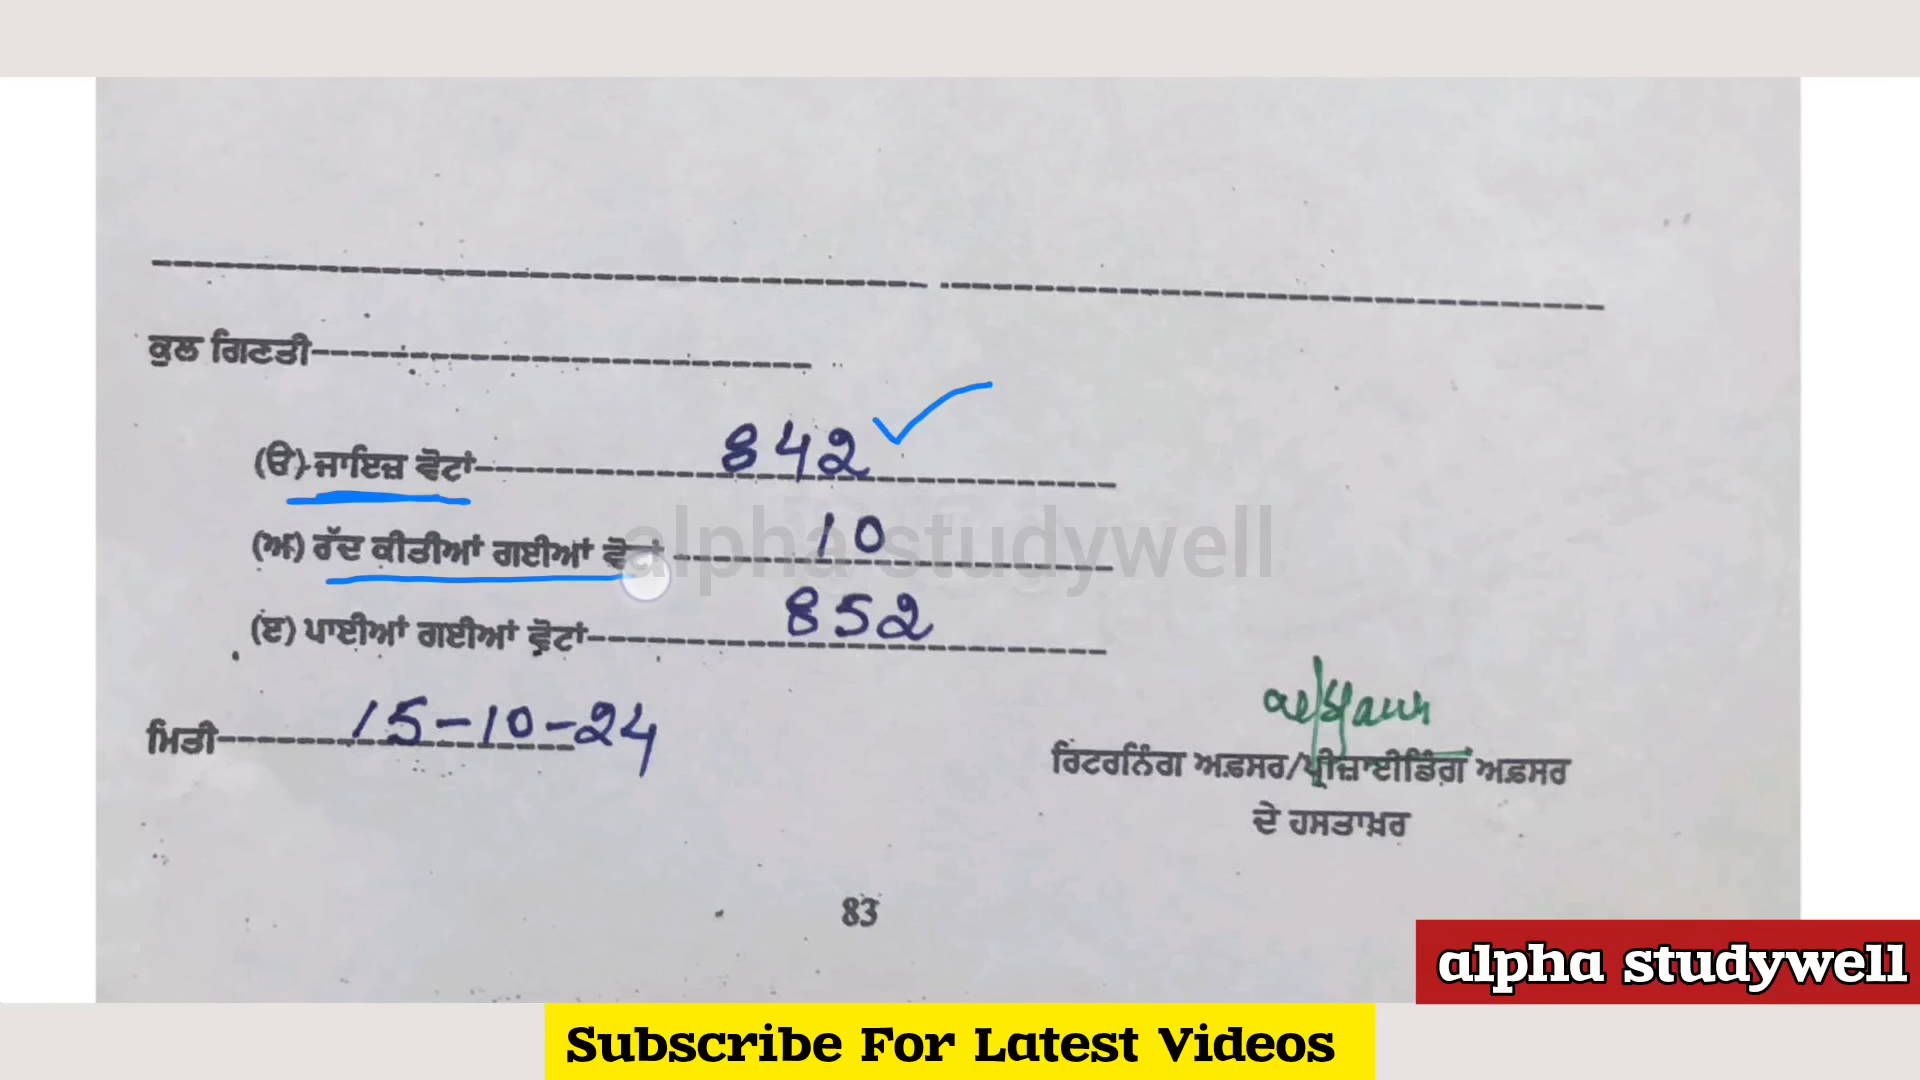 ਕੁਲ ਗਿਣਤੀ
(ੳ) ਜਾਇਜ਼ ਵੋਟਾਂ 842
(ਅ) ਰੱਦ ਕੀਤੀਆਂ ਗਈਆਂ ਵੋਟਾਂ 10
alpha studywell
(ੲ) ਪਾਈਆਂ ਗਈਆਂ ਵੋਟਾਂ 852
ਮਿਤੀ 15-10-24
ਰਿਟਰਨਿੰਗ ਅਫ਼ਸਰ/ਪ੍ਰੀਜ਼ਾਈਡਿੰਗ ਅਫ਼ਸਰ
ਦੇ ਹਸਤਾਖ਼ਰ
83
alpha studywell
Subscribe For Latest Videos